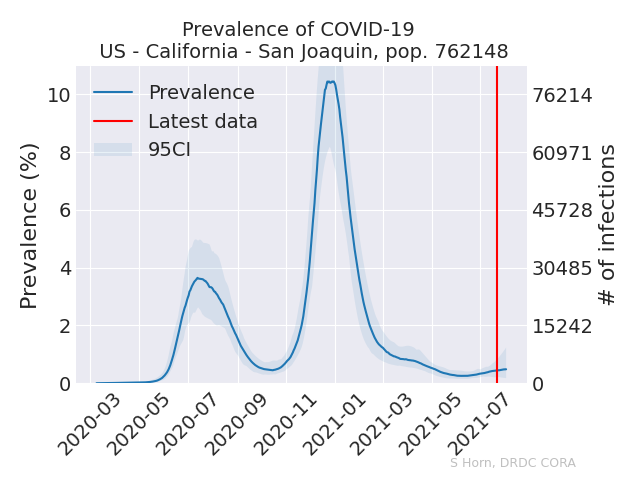 Prevalence of COVID-19
US - California - San Joaquin, pop. 762148
Prevalence
Latest data
95CI
Prevalence (%)
10
8
6
4
2
0
76214
60971
45728
30485
15242
0
# of infections
2020-03
2020-05
2020-07
2020-09
2020-11
2021-01
2021-03
2021-05
2021-07
S Horn, DRDC CORA